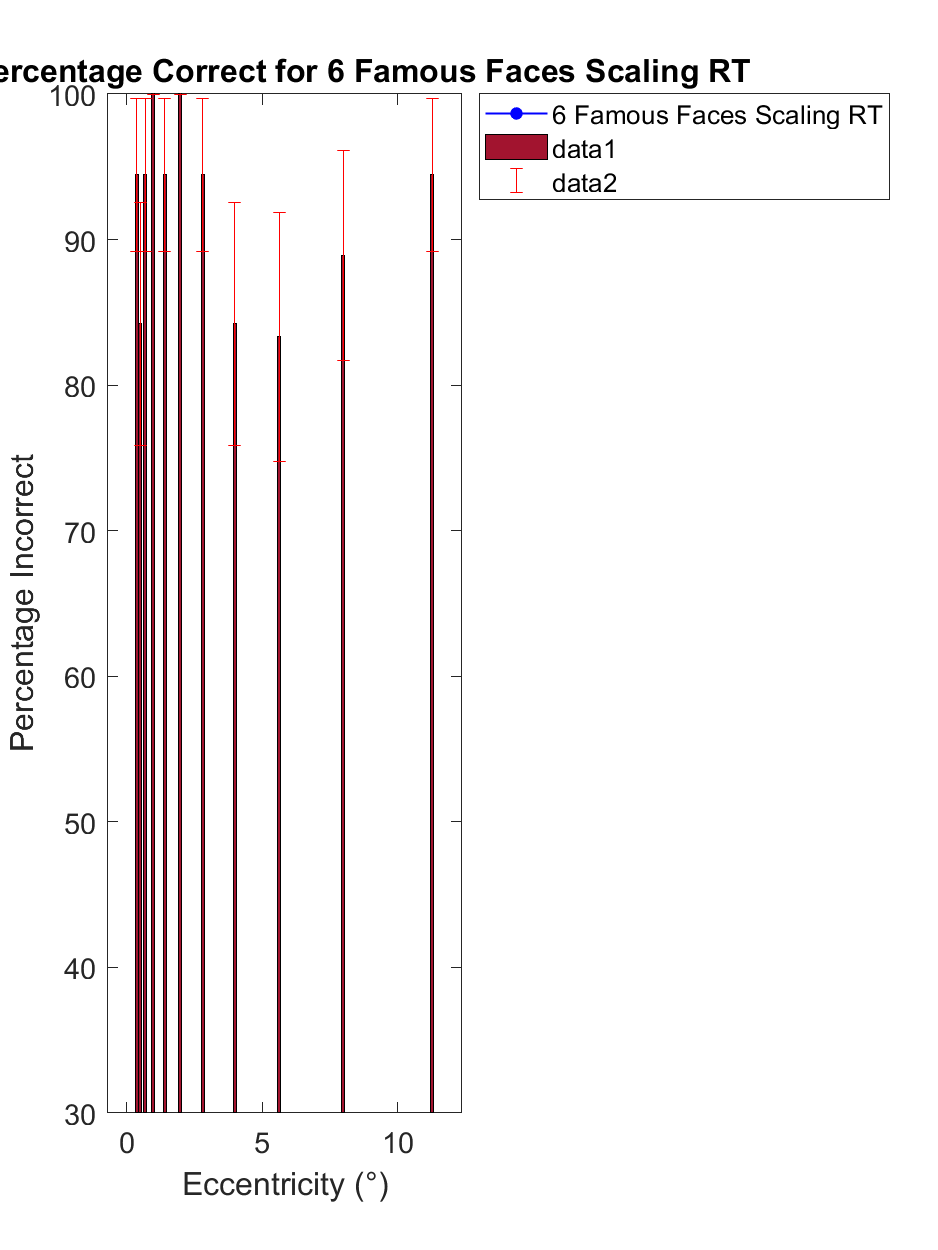 ercentage Correct for 6 Famous Faces Scaling RT
6 Famous Faces Scaling RT
data1
data2
100
90
80
70
60
50
40
30
Percentage Incorrect
0 5 10
Eccentricity (°)